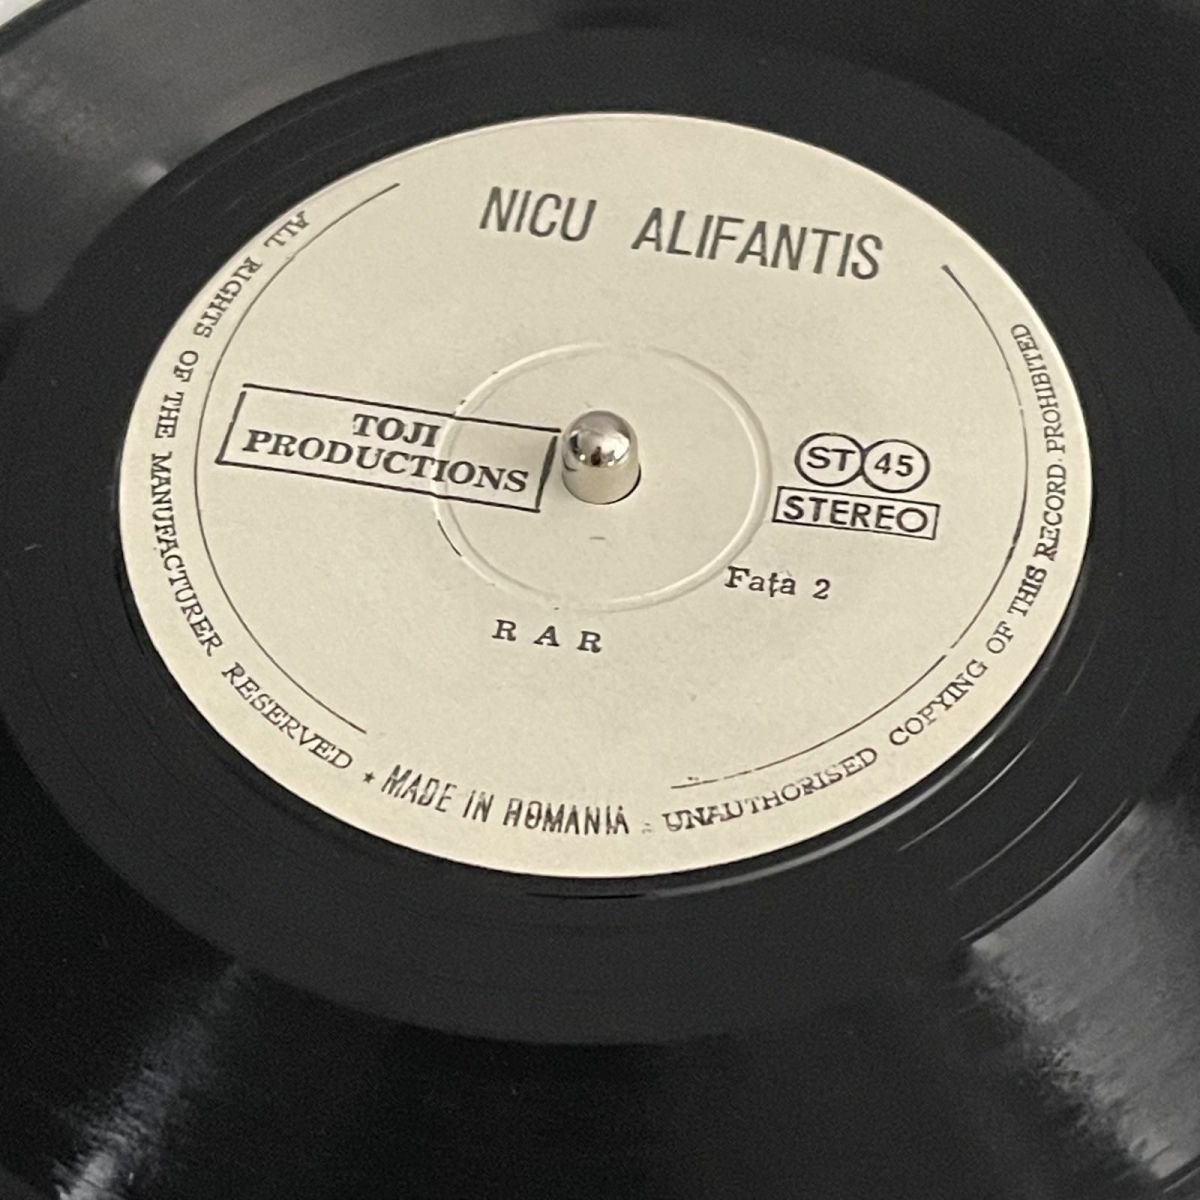 NICU ALIFANTIS
TOJI
PRODUCTIONS
ST 45
STEREO
Fața 2
R A R
ALL RIGHTS OF THE MANUFACTURER RESERVED * MADE IN ROMANIA - UNAUTHORISED COPYING OF THIS RECORD PROHIBITED